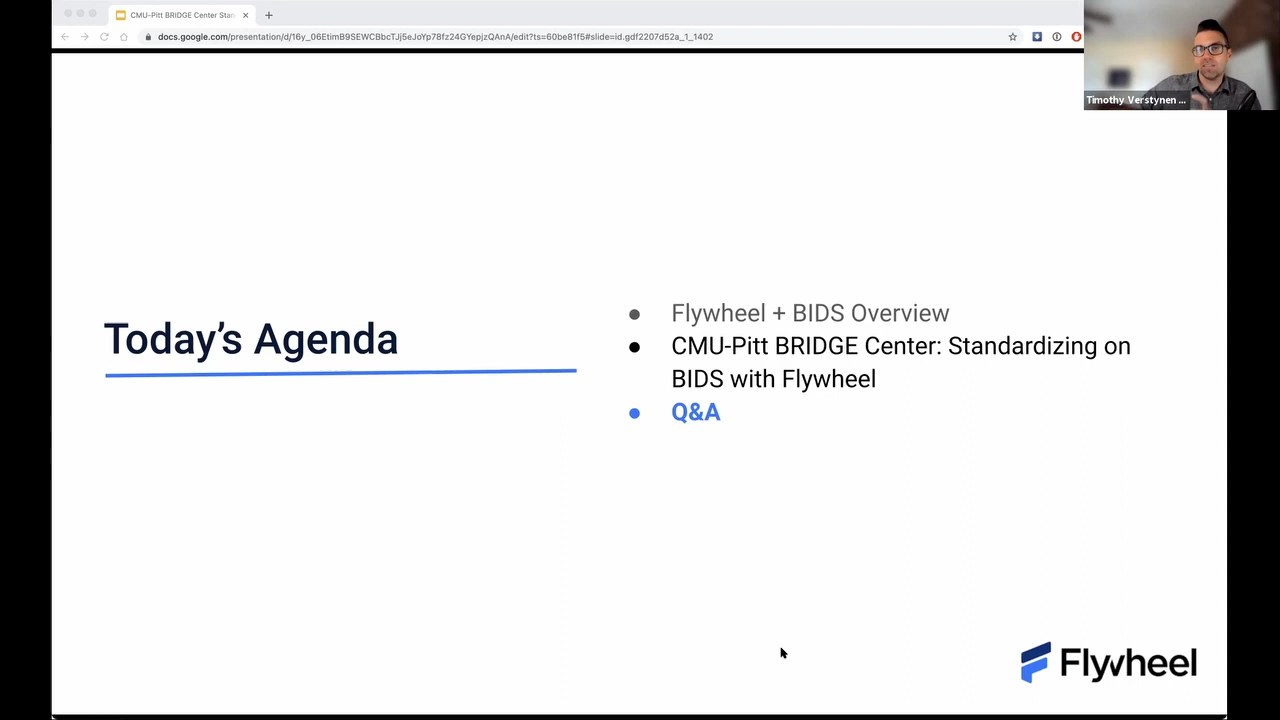 CMU-Pitt BRIDGE Center Stan
docs.google.com/presentation/d/16y_06EtimB9SEWCBbcTJj5eJoYp78fz24GYepjzQAnA/edit?ts=60be81f5#slide=id.gdf2207d52a_1_1402
Timothy Verstynen ...
Today's Agenda
• Flywheel + BIDS Overview
• CMU-Pitt BRIDGE Center: Standardizing on
BIDS with Flywheel
• Q&A
Flywheel